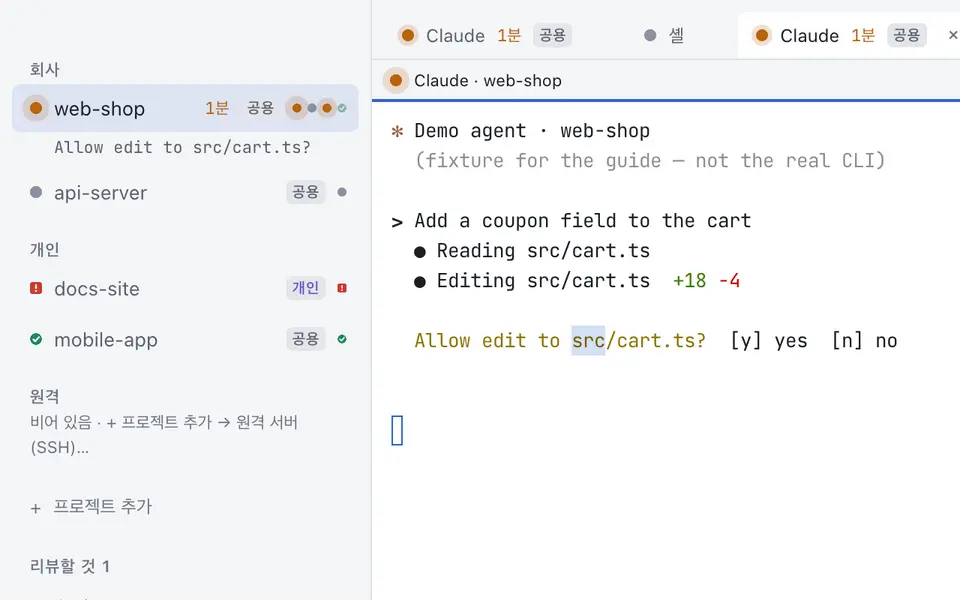 회사
web-shop 1분 공용
Allow edit to src/cart.ts?
api-server 공용
개인
docs-site 개인
mobile-app 공용
원격
비어 있음 · + 프로젝트 추가 → 원격 서버
(SSH)...
+ 프로젝트 추가
리뷰할 것 1
Claude 1분 공용 셸 Claude 1분 공용 ×
Claude · web-shop
* Demo agent · web-shop
(fixture for the guide — not the real CLI)
> Add a coupon field to the cart
● Reading src/cart.ts
● Editing src/cart.ts +18 -4
Allow edit to src/cart.ts? [y] yes [n] no